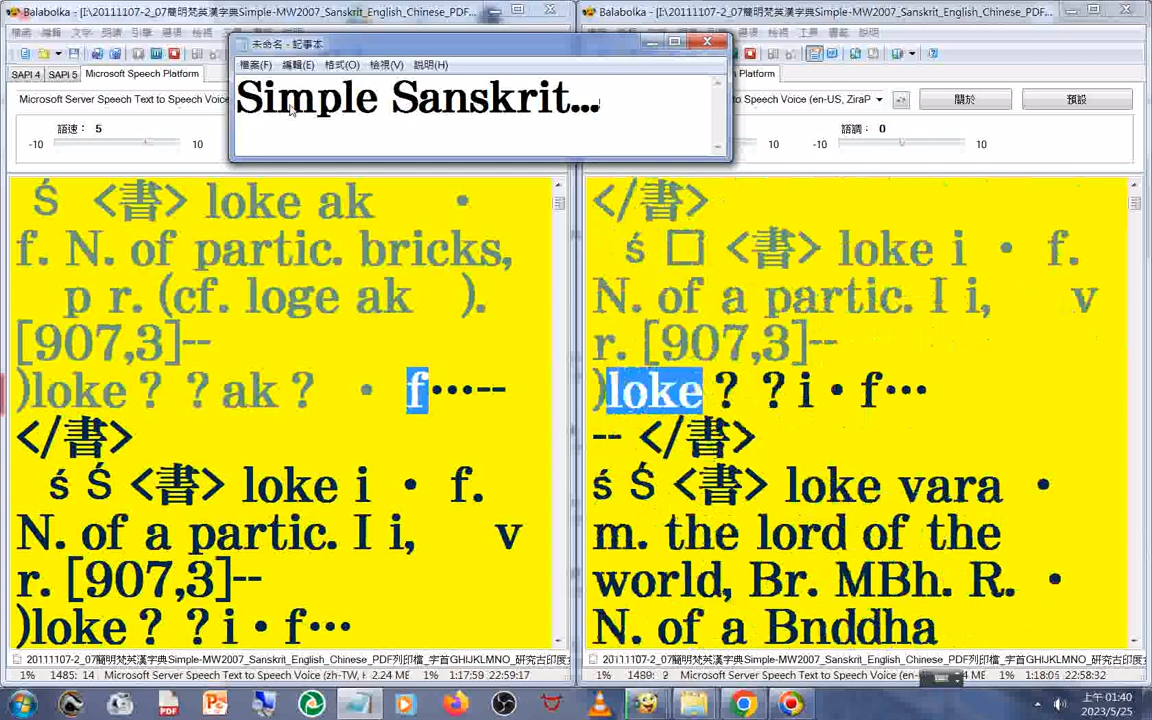 Balabolka - [I:\20111107-2_07簡明梵英漢字典Simple-MW2007_Sanskrit_English_Chinese_PDF...
Balabolka - [I:\20111107-2_07簡明梵英漢字典Simple-MW2007_Sanskrit_English_Chinese_PDF...
未命名 - 記事本
檔案(F) 編輯(E) 格式(O) 檢視(V) 說明(H)
Simple Sanskrit...
SAPI 4 SAPI 5 Microsoft Speech Platform
Platform
Microsoft Server Speech Text to Speech Voice
to Speech Voice (en-US, ZiraP
關於
預設
語速： 5
-10 10
10
語調： 0
-10 10
Ś <書> loke ak •
f. N. of partic. bricks,
p r. (cf. loge ak ).
[907,3]--
)loke？？ak？ • f…--
</書>
ś Ś <書> loke i • f.
N. of a partic. I i, v
r. [907,3]--
)loke？？i • f…
</書>
ś □ <書> loke i • f.
N. of a partic. I i, v
r. [907,3]--
)loke？？i • f…
-- </書>
ś Ś <書> loke vara •
m. the lord of the
world, Br. MBh. R. •
N. of a Bnddha
20111107-2_07簡明梵英漢字典Simple-MW2007_Sanskrit_English_Chinese_PDF列印檔_字首GHIJKLMNO_研究古印度
20111107-2_07簡明梵英漢字典Simple-MW2007_Sanskrit_English_Chinese_PDF列印檔_字首GHIJKLMNO_研究古印度
1% 1485: 14 Microsoft Server Speech Text to Speech Voice (zh-TW, H 2.24 ME 1% 1:17:59 22:59:17
1% 1489: 2 Microsoft Server Speech Text to Speech Voice (en- 2.24 ME 1% 1:18:05 22:58:32
上午 01:40
2023/5/25